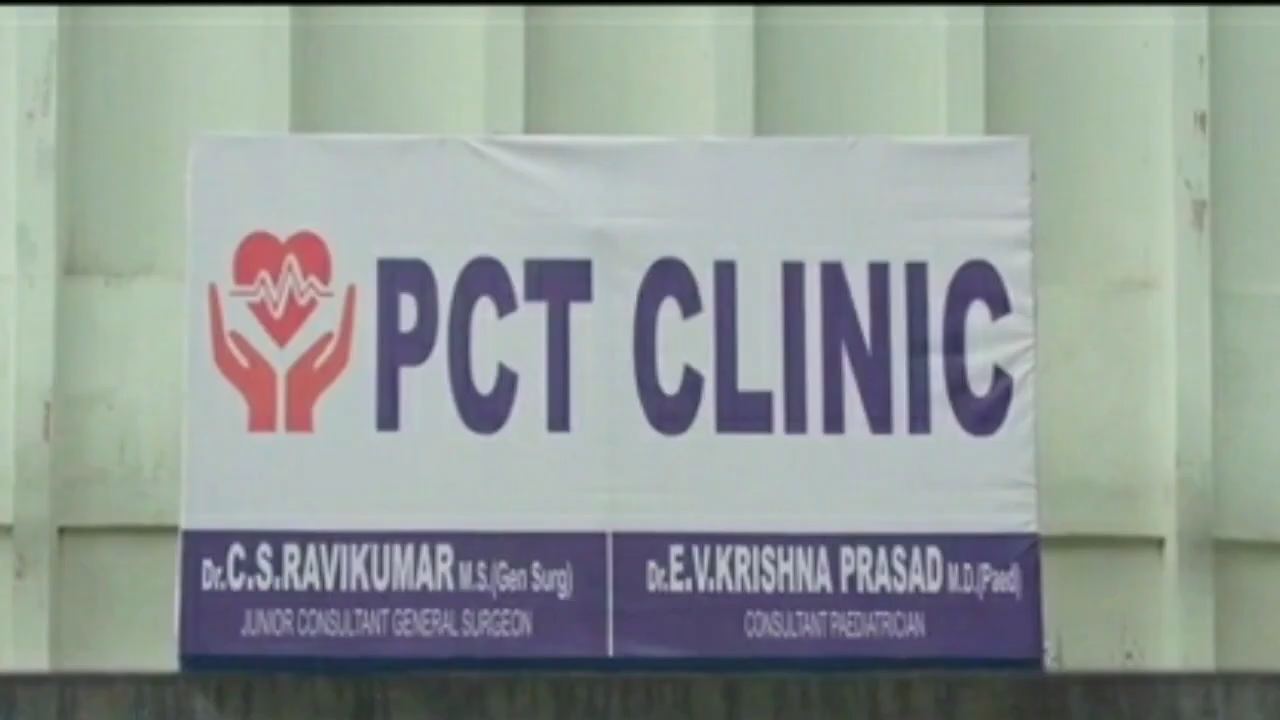 PCT CLINIC
Dr.C.S.RAVIKUMAR M.S.(Gen Surg)
JUNIOR CONSULTANT GENERAL SURGEON
Dr.E.V.KRISHNA PRASAD M.D.(Paed)
CONSULTANT PAEDIATRICIAN